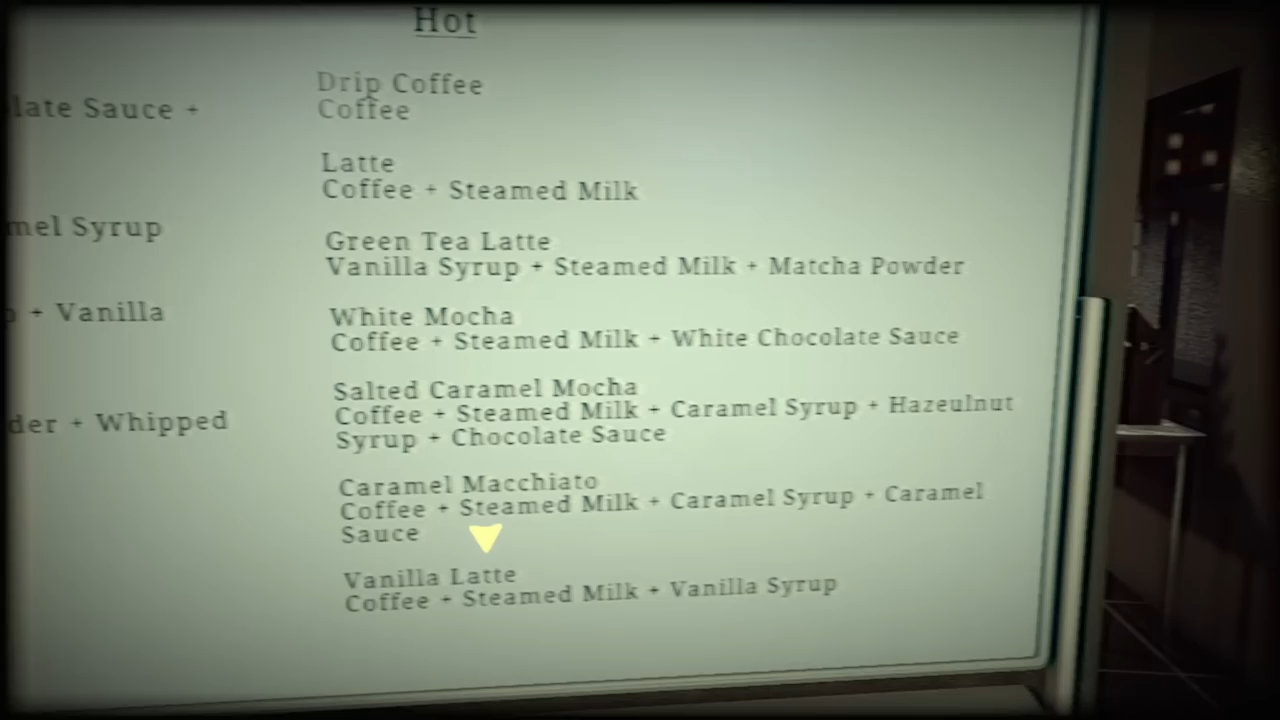 Hot
late Sauce +
mel Syrup
+ Vanilla
der + Whipped
Drip Coffee
Coffee
Latte
Coffee + Steamed Milk
Green Tea Latte
Vanilla Syrup + Steamed Milk + Matcha Powder
White Mocha
Coffee + Steamed Milk + White Chocolate Sauce
Salted Caramel Mocha
Coffee + Steamed Milk + Caramel Syrup + Hazeulnut
Syrup + Chocolate Sauce
Caramel Macchiato
Coffee + Steamed Milk + Caramel Syrup + Caramel
Sauce
Vanilla Latte
Coffee + Steamed Milk + Vanilla Syrup